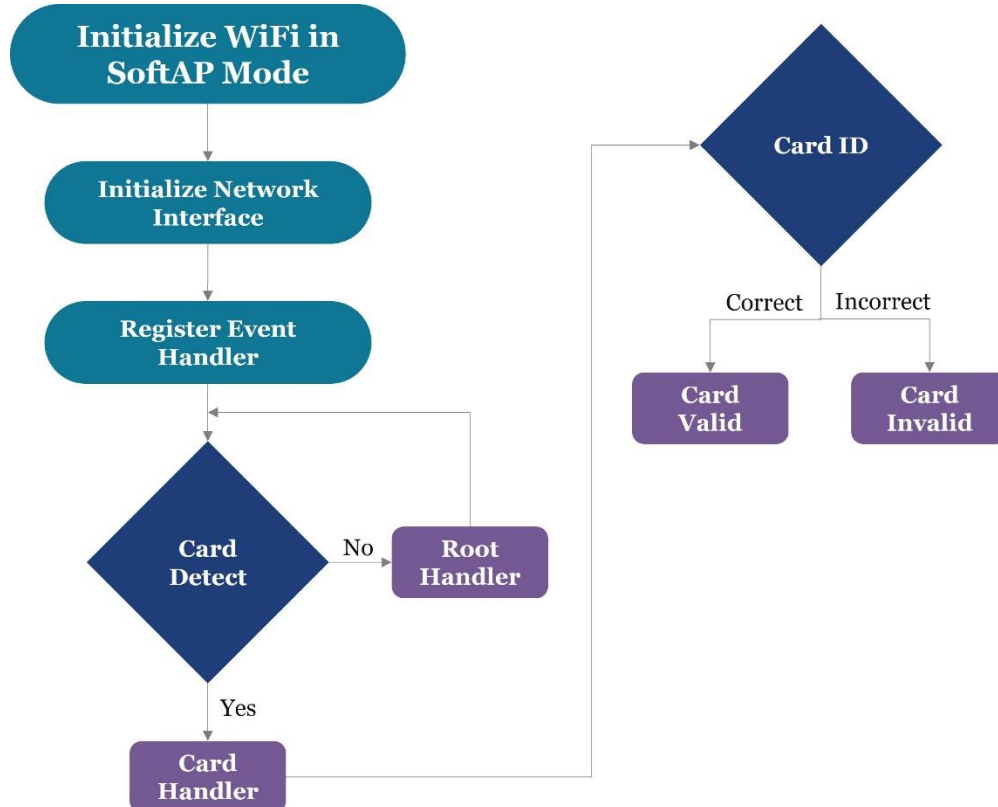 Initialize WiFi in
SoftAP Mode
Initialize Network
Interface
Register Event
Handler
Card
Detect
No
Root
Handler
Yes
Card
Handler
Card ID
Correct
Incorrect
Card
Valid
Card
Invalid